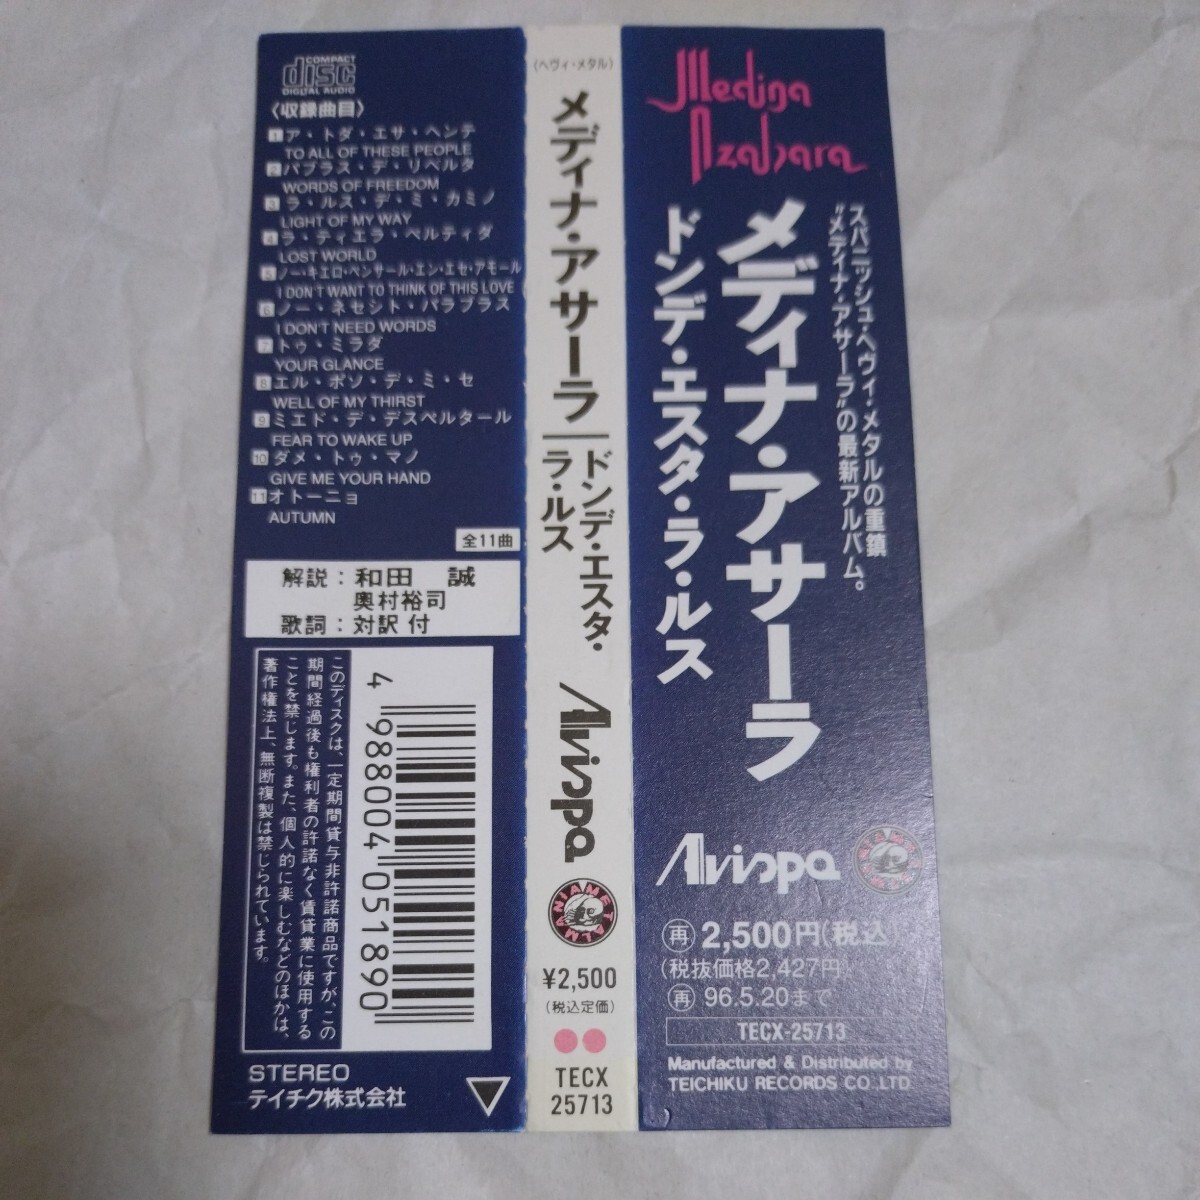 COMPACT
disc
DIGITAL AUDIO
〈収録曲目〉
1 ア・トダ・エサ・ヘンテ
TO ALL OF THESE PEOPLE
2 パブラス・デ・リベルタ
WORDS OF FREEDOM
3 ラ・ルス・デ・ミ・カミノ
LIGHT OF MY WAY
4 ラ・ティエラ・ペルティダ
LOST WORLD
5 ノー・キエロ・ペンサール・エン・エセ・アモール
I DON'T WANT TO THINK OF THIS LOVE
6 ノー・ネセシト・パラブラス
I DON'T NEED WORDS
7 トゥ・ミラダ
YOUR GLANCE
8 エル・ポソ・デ・ミ・セ
WELL OF MY THIRST
9 ミエド・デ・デスペルタール
FEAR TO WAKE UP
10 ダメ・トゥ・マノ
GIVE ME YOUR HAND
11 オトーニョ
AUTUMN
全11曲
解説：和田 誠
奥村裕司
歌詞：対訳 付
このディスクは、一定期間貸与非許諾商品ですが、この
期間経過後も権利者の許諾なく賃貸業に使用する
ことを禁じます。また、個人的に楽しむなどのほかは、
著作権法上、無断複製は禁じられています。
4 988004 051890
STEREO
テイチク株式会社
(ヘヴィ・メタル)
メディナ・アサーラ
ドンデ・エスタ・
ラ・ルス
Avispa
METALMANIA
¥2,500
(税込定価)
TECX
25713
Medina
Azahara
スパニッシュ・ヘヴィ・メタルの重鎮
"メディナ・アサーラ"の最新アルバム。
メディナ・アサーラ
ドンデ・エスタ・ラ・ルス
Avispa
METALMANIA
再 2,500円(税込)
(税抜価格2,427円)
再 96.5.20まで
TECX-25713
Manufactured & Distributed by
TEICHIKU RECORDS CO.,LTD